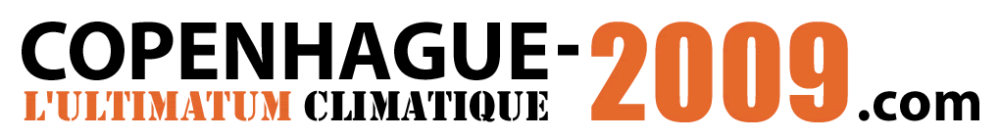 COPENHAGUE-2009.com
L'ULTIMATUM CLIMATIQUE